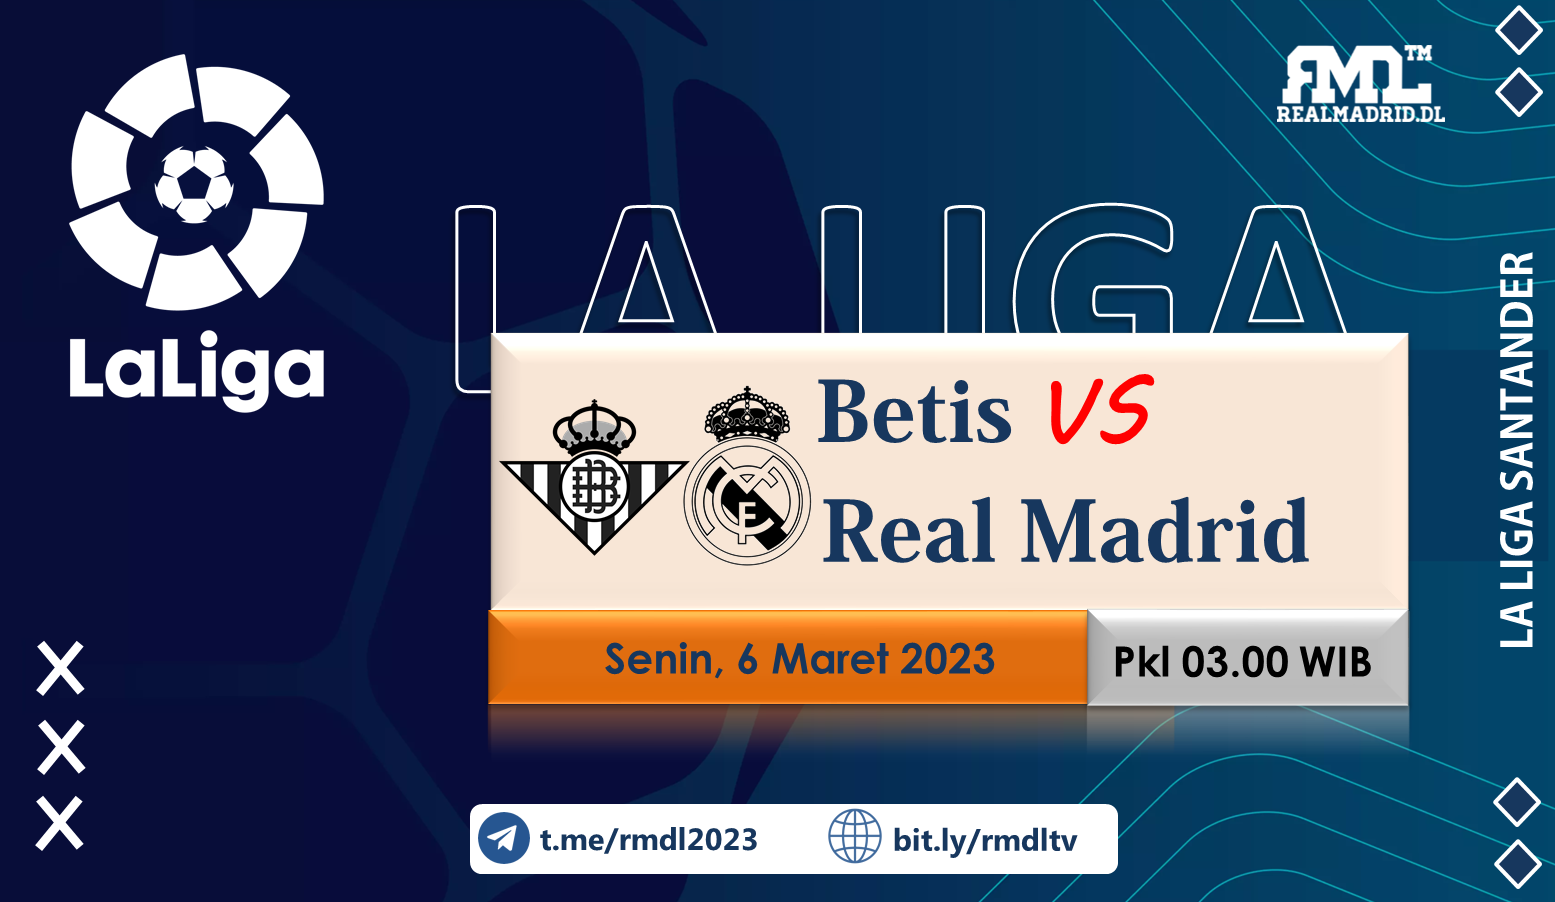 LaLiga
RMDL™
REALMADRID.DL
LA LIGA
Betis VS
Real Madrid
Senin, 6 Maret 2023
Pkl 03.00 WIB
LA LIGA SANTANDER
t.me/rmdl2023
bit.ly/rmdltv